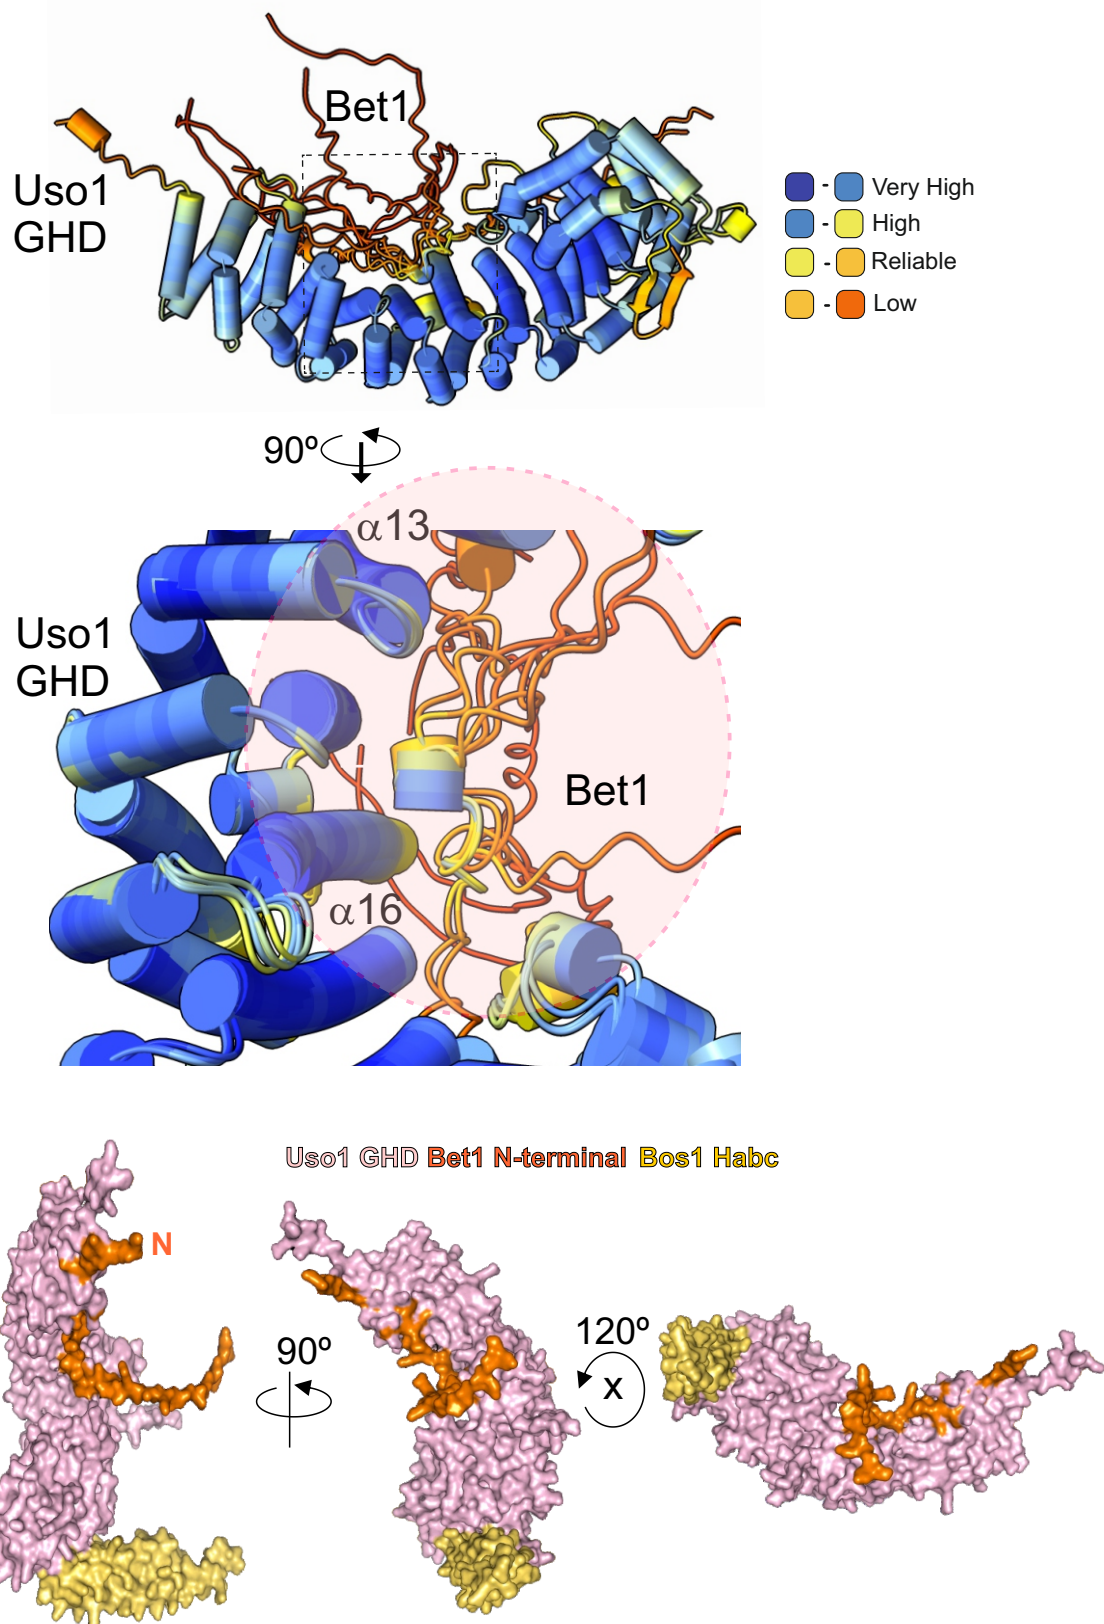 Bet1
Uso1
GHD
- Very High
- High
- Reliable
- Low
90º
α13
Uso1
GHD
Bet1
α16
Uso1 GHD Bet1 N-terminal Bos1 Habc
N
90º
120º
x